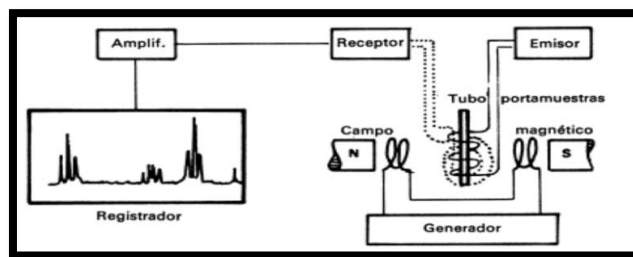 Amplif.
Receptor
Emisor
Tubo portamuestras
Campo magnético
N
S
Registrador
Generador